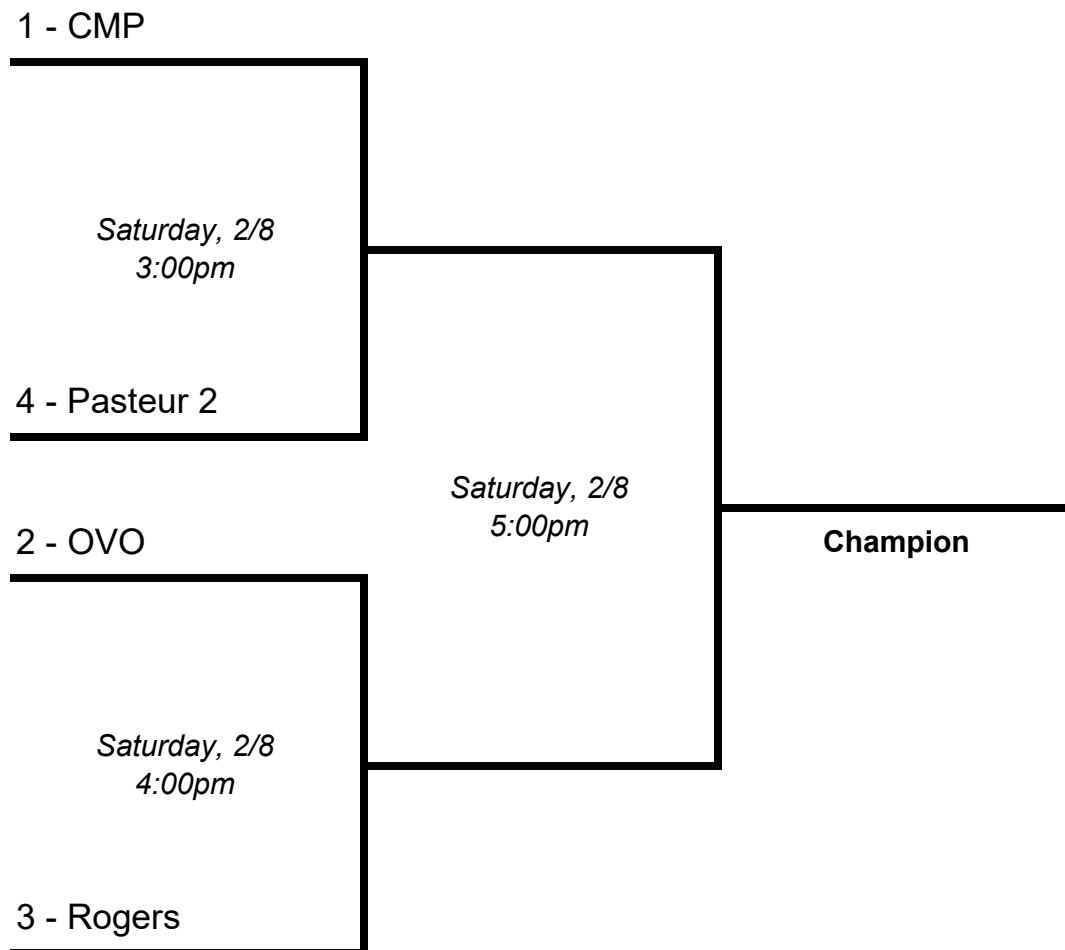 1 - CMP
Saturday, 2/8
3:00pm
4 - Pasteur 2
Saturday, 2/8
5:00pm
Champion
2 - OVO
Saturday, 2/8
4:00pm
3 - Rogers